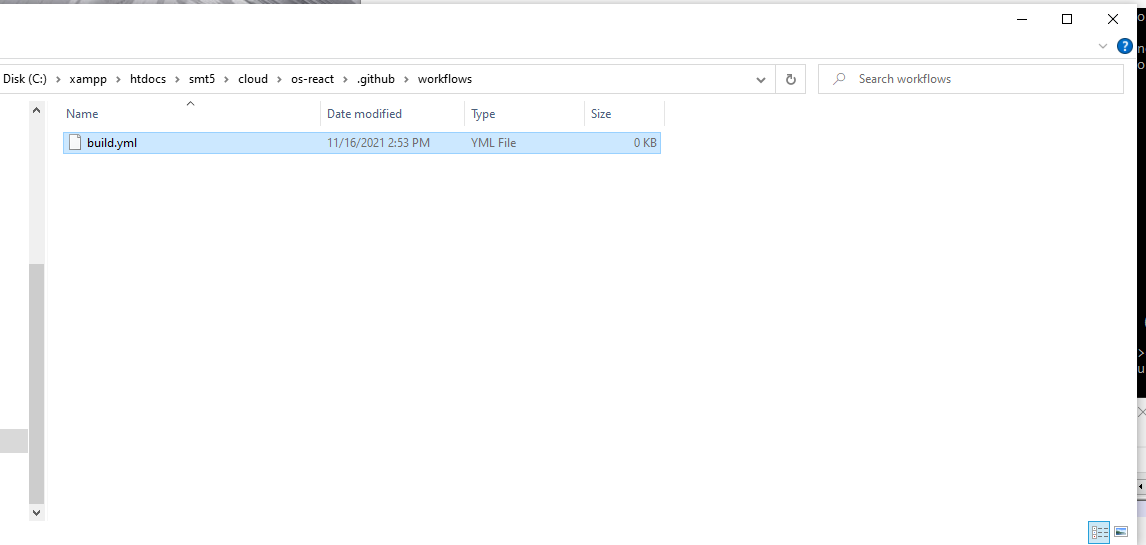 Disk (C:) > xampp > htdocs > smt5 > cloud > os-react > .github > workflows
Search workflows
Name Date modified Type Size
build.yml 11/16/2021 2:53 PM YML File 0 KB